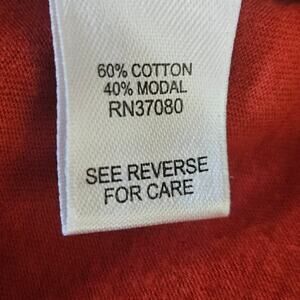 60% COTTON
40% MODAL
RN37080
SEE REVERSE
FOR CARE